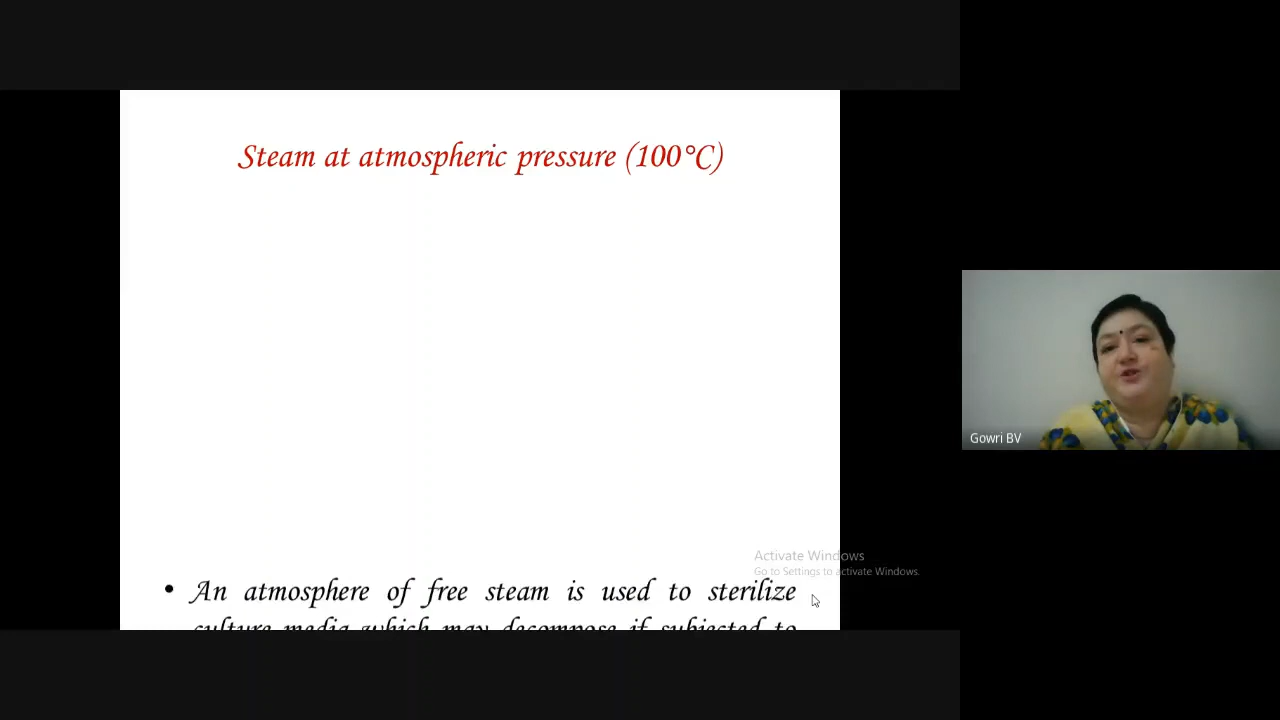 Steam at atmospheric pressure (100°C)
• An atmosphere of free steam is used to sterilize
culture media which may decompose if subjected to
Activate Windows
Go to Settings to activate Windows.
Gowri BV